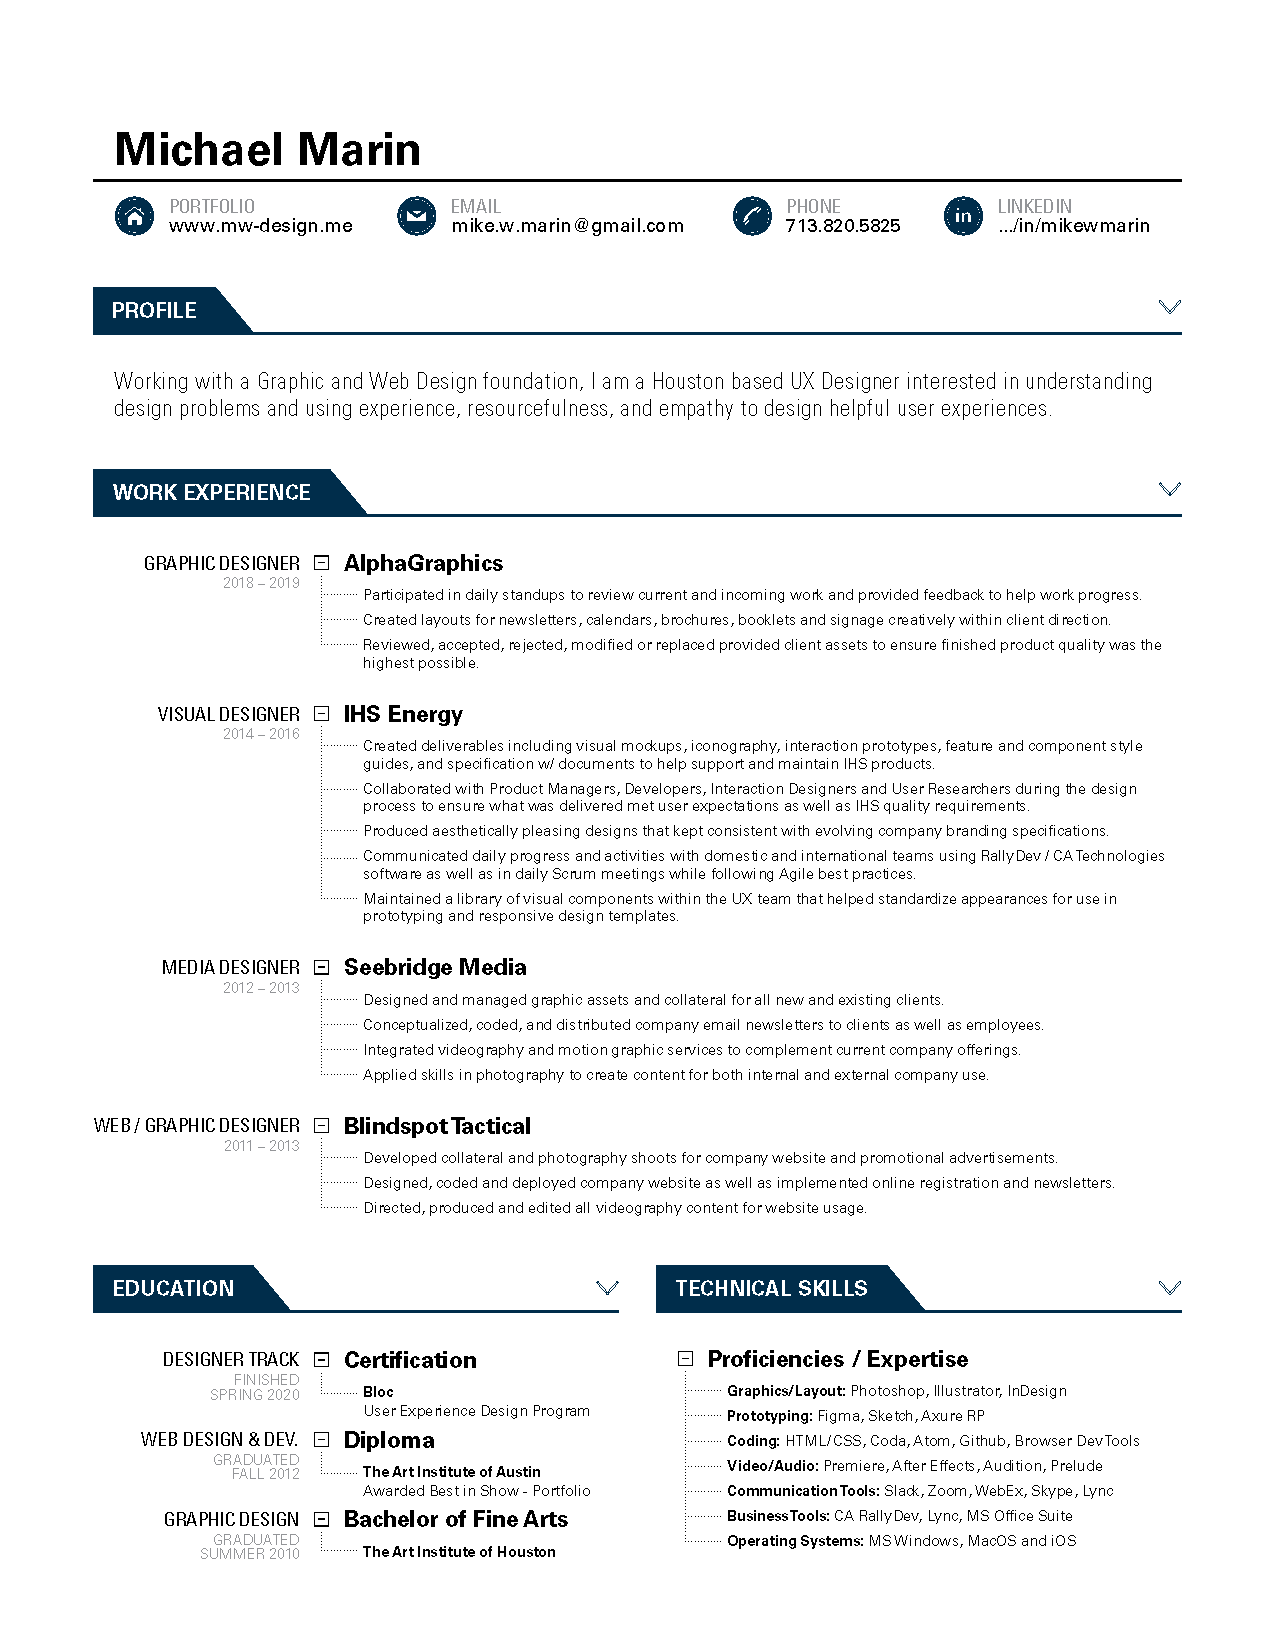 Michael Marin
PORTFOLIO
www.mw-design.me
EMAIL
mike.w.marin@gmail.com
PHONE
713.820.5825
in
LINKEDIN
.../in/mikewmarin
PROFILE
Working with a Graphic and Web Design foundation, I am a Houston based UX Designer interested in understanding
design problems and using experience, resourcefulness, and empathy to design helpful user experiences.
WORK EXPERIENCE
GRAPHIC DESIGNER
2018 – 2019
AlphaGraphics
Participated in daily standups to review current and incoming work and provided feedback to help work progress.
Created layouts for newsletters, calendars, brochures, booklets and signage creatively within client direction.
Reviewed, accepted, rejected, modified or replaced provided client assets to ensure finished product quality was the
highest possible.
VISUAL DESIGNER
2014 – 2016
IHS Energy
Created deliverables including visual mockups, iconography, interaction prototypes, feature and component style
guides, and specification w/ documents to help support and maintain IHS products.
Collaborated with Product Managers, Developers, Interaction Designers and User Researchers during the design
process to ensure what was delivered met user expectations as well as IHS quality requirements.
Produced aesthetically pleasing designs that kept consistent with evolving company branding specifications.
Communicated daily progress and activities with domestic and international teams using RallyDev / CA Technologies
software as well as in daily Scrum meetings while following Agile best practices.
Maintained a library of visual components within the UX team that helped standardize appearances for use in
prototyping and responsive design templates.
MEDIA DESIGNER
2012 – 2013
Seebridge Media
Designed and managed graphic assets and collateral for all new and existing clients.
Conceptualized, coded, and distributed company email newsletters to clients as well as employees.
Integrated videography and motion graphic services to complement current company offerings.
Applied skills in photography to create content for both internal and external company use.
WEB / GRAPHIC DESIGNER
2011 – 2013
Blindspot Tactical
Developed collateral and photography shoots for company website and promotional advertisements.
Designed, coded and deployed company website as well as implemented online registration and newsletters.
Directed, produced and edited all videography content for website usage.
EDUCATION
DESIGNER TRACK
FINISHED
SPRING 2020
Certification
Bloc
User Experience Design Program
WEB DESIGN & DEV.
GRADUATED
FALL 2012
Diploma
The Art Institute of Austin
Awarded Best in Show - Portfolio
GRAPHIC DESIGN
GRADUATED
SUMMER 2010
Bachelor of Fine Arts
The Art Institute of Houston
TECHNICAL SKILLS
Proficiencies / Expertise
Graphics/Layout: Photoshop, Illustrator, InDesign
Prototyping: Figma, Sketch, Axure RP
Coding: HTML/CSS, Coda, Atom, Github, Browser Dev Tools
Video/Audio: Premiere, After Effects, Audition, Prelude
Communication Tools: Slack, Zoom, WebEx, Skype, Lync
Business Tools: CA RallyDev, Lync, MS Office Suite
Operating Systems: MS Windows, MacOS and iOS